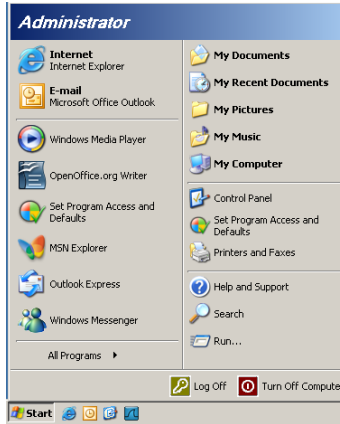 Administrator
Internet
Internet Explorer
E-mail
Microsoft Office Outlook
Windows Media Player
OpenOffice.org Writer
Set Program Access and
Defaults
MSN Explorer
Outlook Express
Windows Messenger
All Programs
My Documents
My Recent Documents
My Pictures
My Music
My Computer
Control Panel
Set Program Access and
Defaults
Printers and Faxes
Help and Support
Search
Run...
Log Off
Turn Off Compute
Start